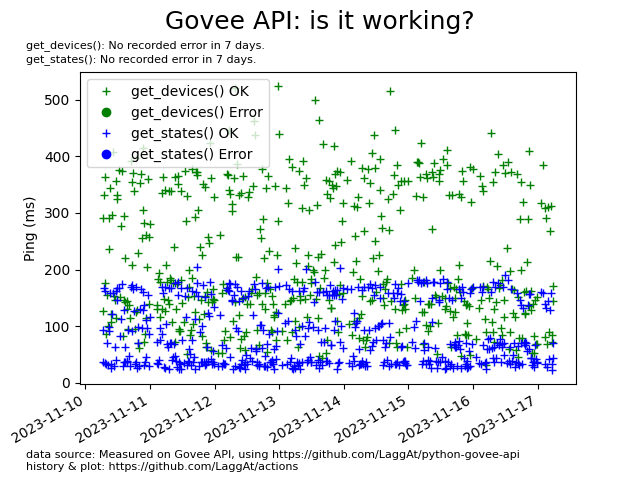 Govee API: is it working?
get_devices(): No recorded error in 7 days.
get_states(): No recorded error in 7 days.
get_devices() OK
get_devices() Error
get_states() OK
get_states() Error
Ping (ms)
500
400
300
200
100
0
2023-11-10
2023-11-11
2023-11-12
2023-11-13
2023-11-14
2023-11-15
2023-11-16
2023-11-17
data source: Measured on Govee API, using https://github.com/LaggAt/python-govee-api
history & plot: https://github.com/LaggAt/actions